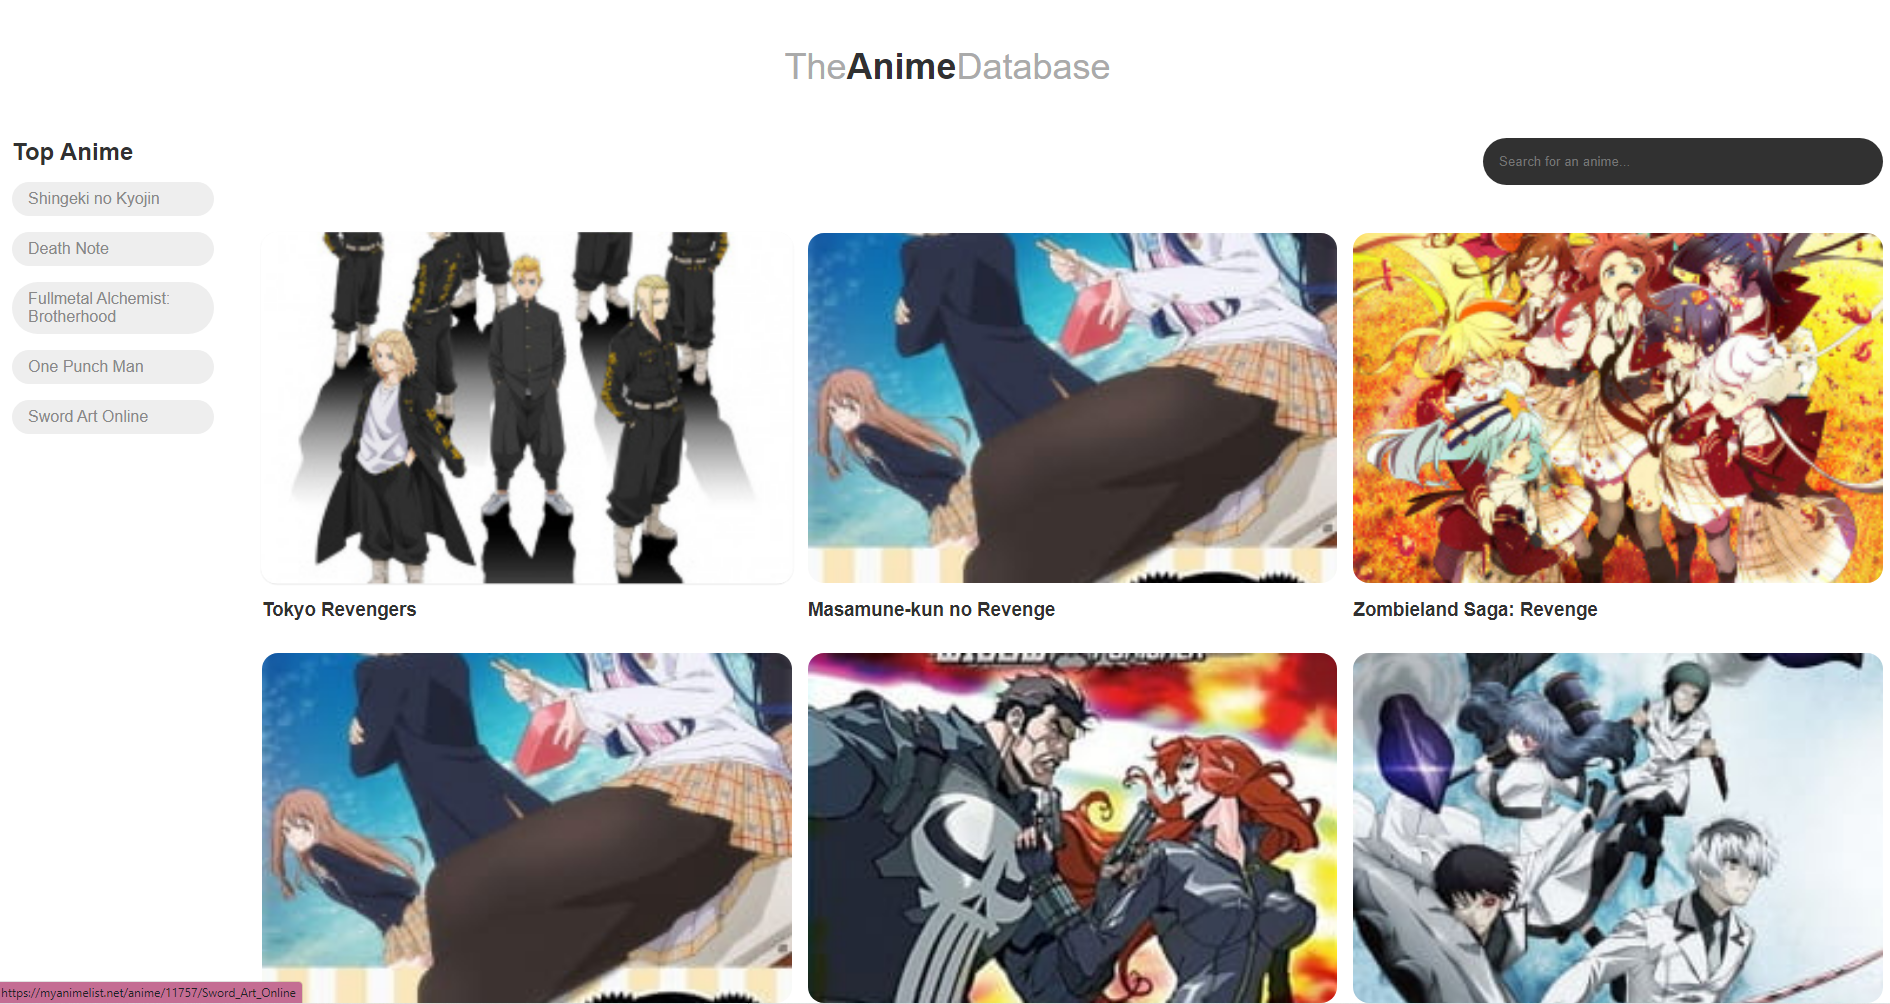 TheAnimeDatabase
Top Anime
Search for an anime...
Shingeki no Kyojin
Death Note
Fullmetal Alchemist:
Brotherhood
One Punch Man
Sword Art Online
Tokyo Revengers
Masamune-kun no Revenge
Zombieland Saga: Revenge
https://myanimelist.net/anime/11757/Sword_Art_Online